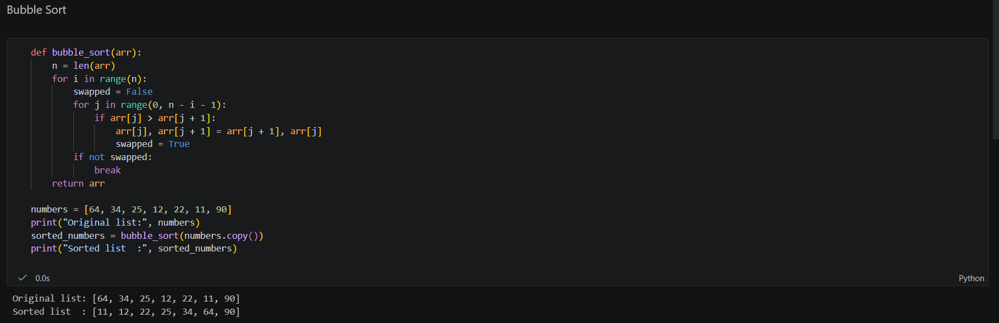 Bubble Sort
def bubble_sort(arr):
    n = len(arr)
    for i in range(n):
        swapped = False
        for j in range(0, n - i - 1):
            if arr[j] > arr[j + 1]:
                arr[j], arr[j + 1] = arr[j + 1], arr[j]
                swapped = True
        if not swapped:
            break
    return arr

numbers = [64, 34, 25, 12, 22, 11, 90]
print("Original list:", numbers)
sorted_numbers = bubble_sort(numbers.copy())
print("Sorted list  :", sorted_numbers)
0.0s
Python
Original list: [64, 34, 25, 12, 22, 11, 90]
Sorted list  : [11, 12, 22, 25, 34, 64, 90]